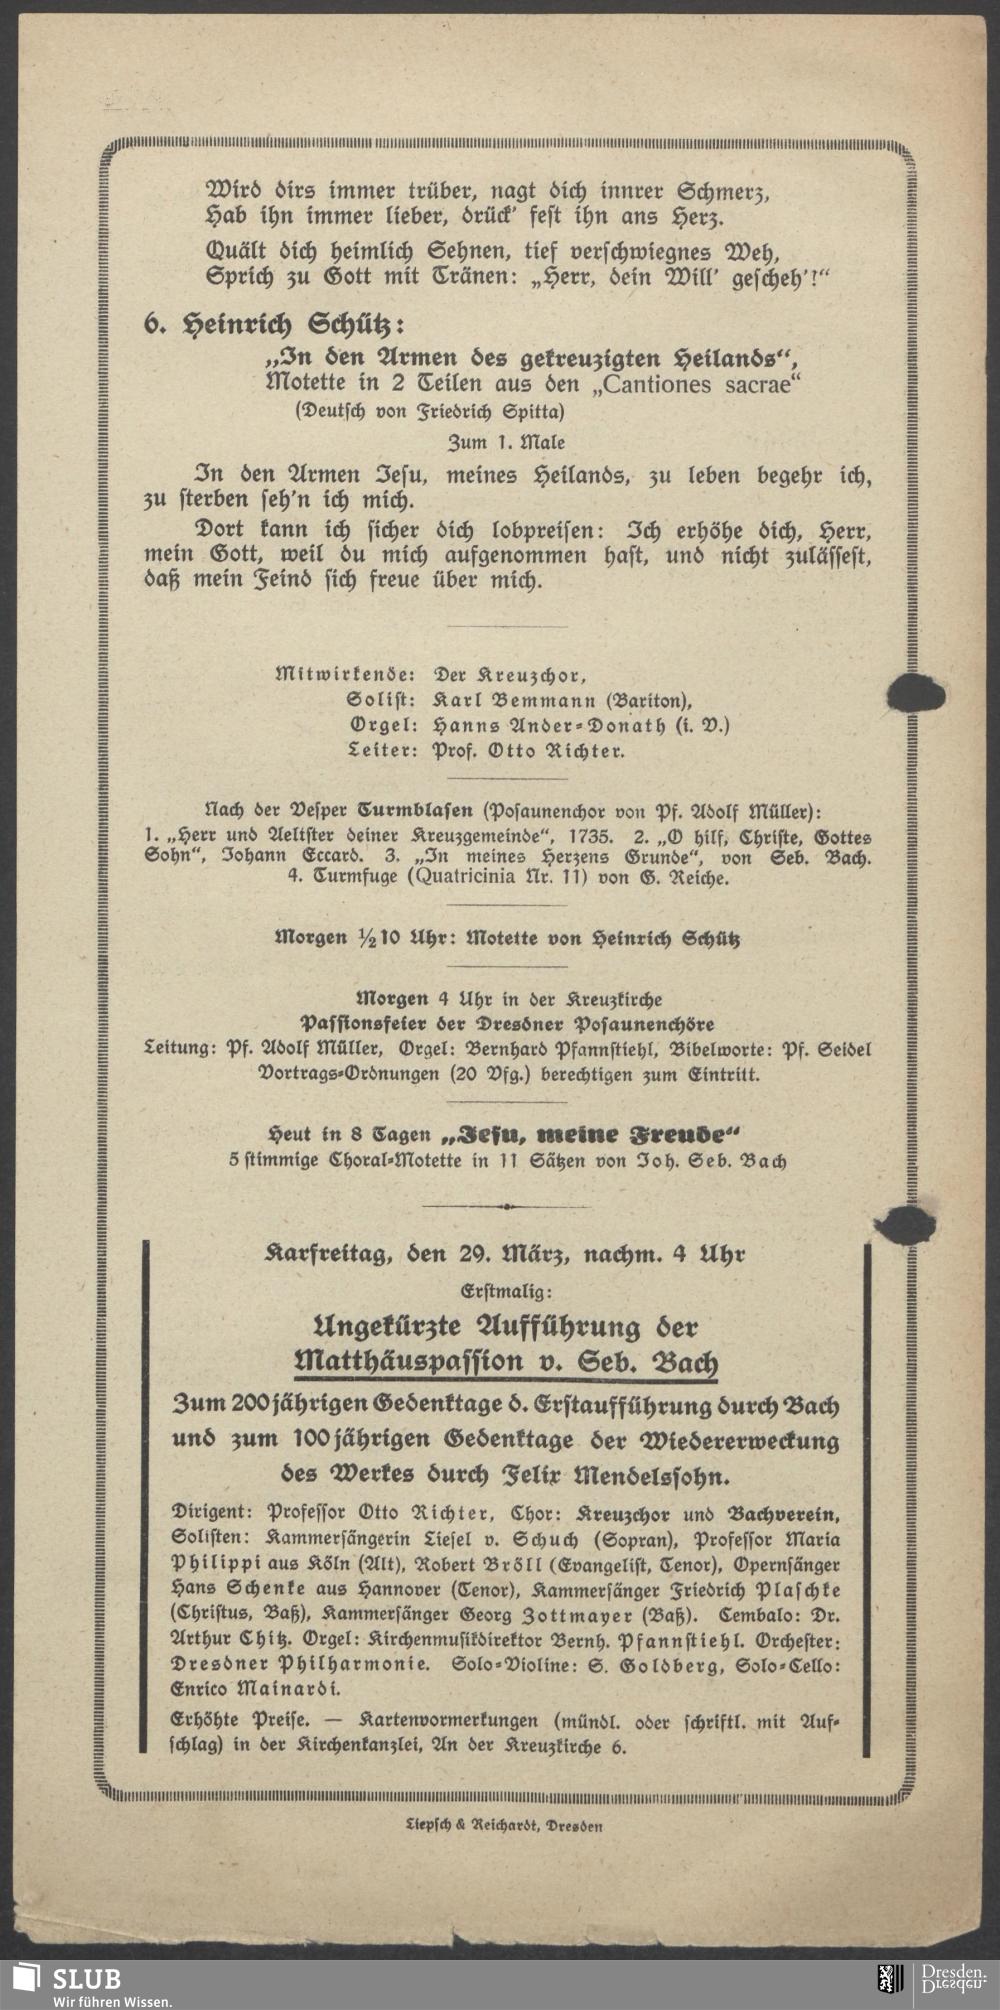 Wird dirs immer trüber, nagt dich innrer Schmerz,
Hab ihn immer lieber, drück' fest ihn ans Herz.
Quält dich heimlich Sehnen, tief verschwiegnes Weh,
Sprich zu Gott mit Tränen: „Herr, dein Will' gescheh'!“
6. Heinrich Schütz:
„In den Armen des gekreuzigten Heilands“,
Motette in 2 Teilen aus den „Cantiones sacrae“
(Deutsch von Friedrich Spitta)
Zum 1. Male
In den Armen Jesu, meines Heilands, zu leben begehr ich,
zu sterben seh'n ich mich.
Dort kann ich sicher dich lobpreisen: Ich erhöhe dich, Herr,
mein Gott, weil du mich aufgenommen hast, und nicht zulässest,
daß mein Feind sich freue über mich.
Mitwirkende: Der Kreuzchor,
Solist: Karl Bemmann (Bariton),
Orgel: Hanns Ander-Donath (i. V.)
Leiter: Prof. Otto Richter.
Nach der Vesper Turmblasen (Posaunenchor von Pf. Adolf Müller):
1. „Herr und Aeltster deiner Kreuzgemeinde“, 1735. 2. „O hilf, Christe, Gottes
Sohn“, Johann Eccard. 3. „In meines Herzens Grunde“, von Seb. Bach.
4. Turmfuge (Quatricinia Nr. 11) von G. Reiche.
Morgen ½10 Uhr: Motette von Heinrich Schütz
Morgen 4 Uhr in der Kreuzkirche
Passionsfeier der Dresdner Posaunenchöre
Leitung: Pf. Adolf Müller, Orgel: Bernhard Pfannstiehl, Bibelworte: Pf. Seidel
Vortrags-Ordnungen (20 Pfg.) berechtigen zum Eintritt.
Heut in 8 Tagen „Jesu, meine Freude“
5 stimmige Choral-Motette in 11 Sätzen von Joh. Seb. Bach
Karfreitag, den 29. März, nachm. 4 Uhr
Erstmalig:
Ungekürzte Aufführung der
Matthäuspassion v. Seb. Bach
Zum 200jährigen Gedenktage d. Erstaufführung durch Bach
und zum 100jährigen Gedenktage der Wiedererweckung
des Werkes durch Felix Mendelssohn.
Dirigent: Professor Otto Richter, Chor: Kreuzchor und Bachverein,
Solisten: Kammersängerin Liesel v. Schuch (Sopran), Professor Maria
Philippi aus Köln (Alt), Robert Bröll (Evangelist, Tenor), Opernsänger
Hans Schenke aus Hannover (Tenor), Kammersänger Friedrich Plaschke
(Christus, Baß), Kammersänger Georg Zottmayer (Baß). Cembalo: Dr.
Arthur Chitz. Orgel: Kirchenmusikdirektor Bernh. Pfannstiehl. Orchester:
Dresdner Philharmonie. Solo-Violine: S. Goldberg, Solo-Cello:
Enrico Mainardi.
Erhöhte Preise. — Kartenvormerkungen (mündl. oder schriftl. mit Auf-
schlag) in der Kirchenkanzlei, An der Kreuzkirche 6.
Liepsch & Reichardt, Dresden
SLUB
Wir führen Wissen.
Dresden.
Dresden.